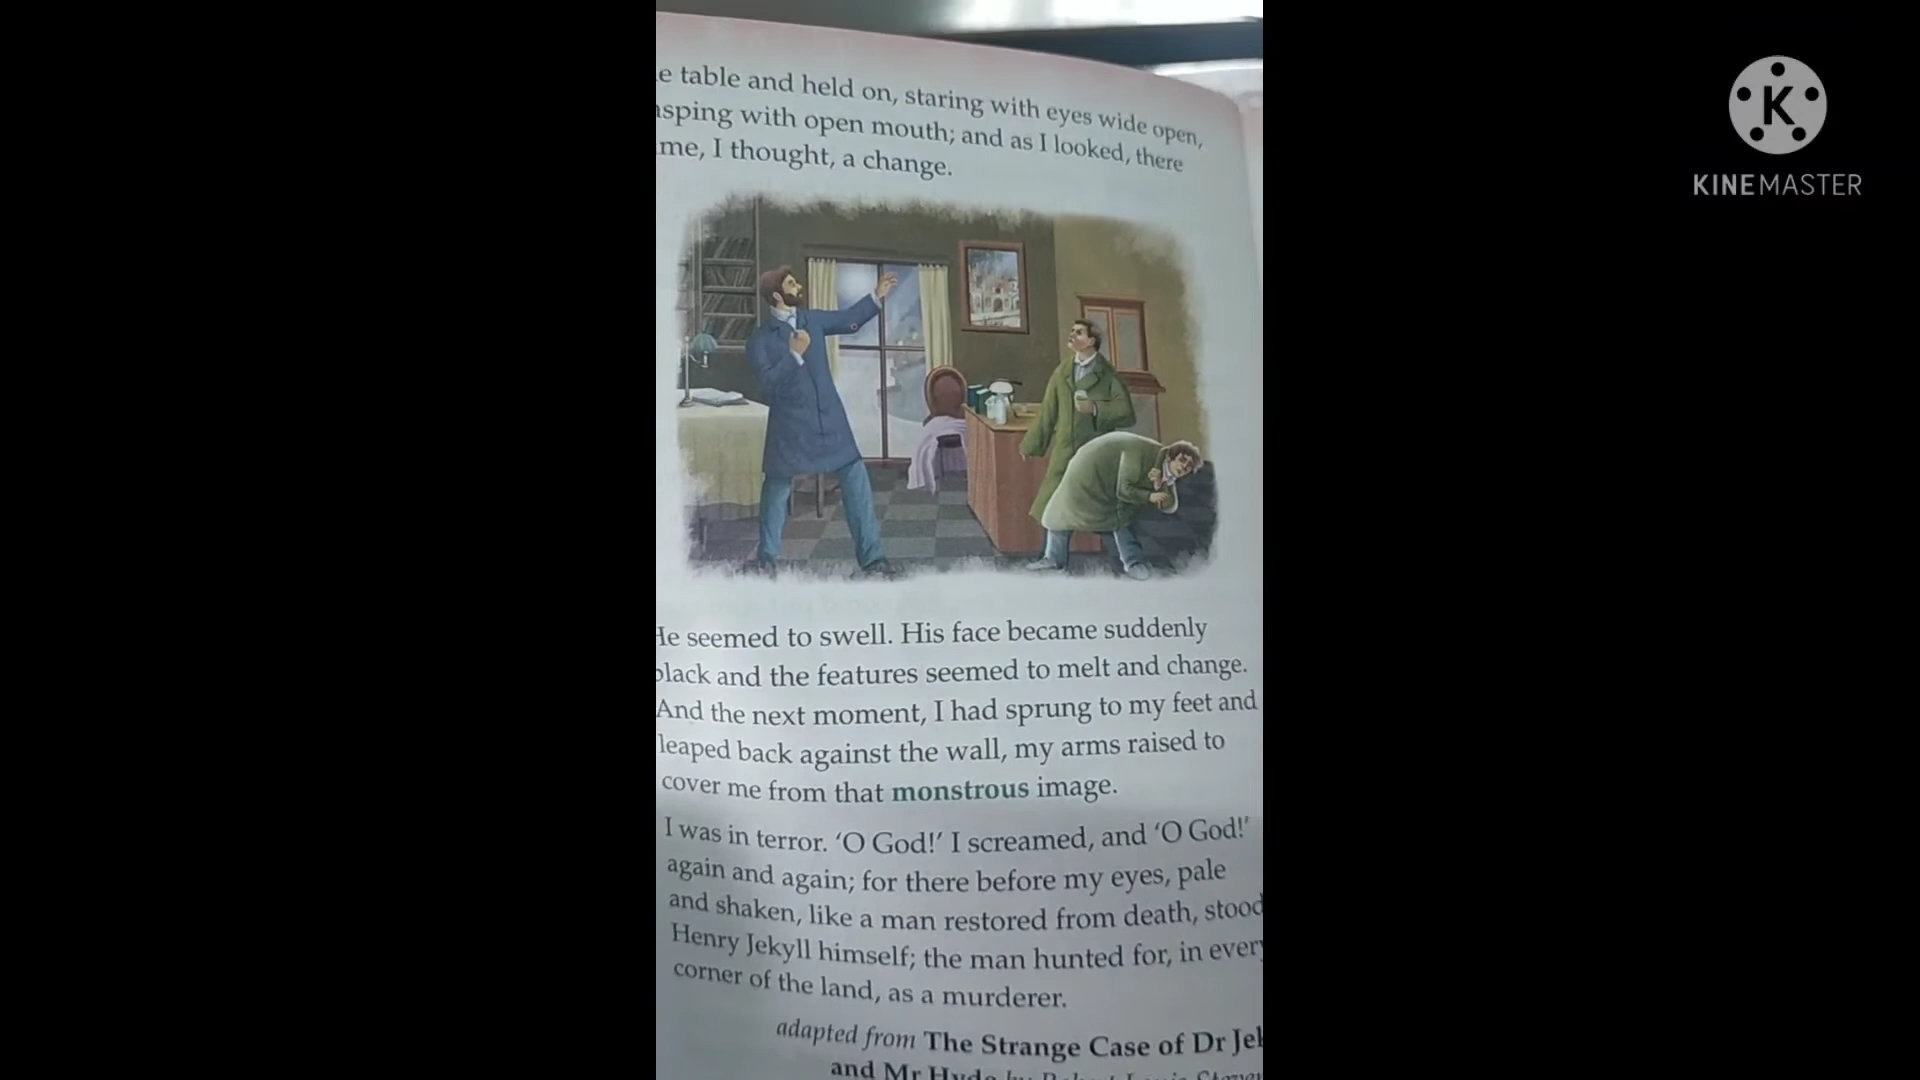 e table and held on, staring with eyes wide open,
sping with open mouth; and as I looked, there
me, I thought, a change.
He seemed to swell. His face became suddenly
black and the features seemed to melt and change.
And the next moment, I had sprung to my feet and
leaped back against the wall, my arms raised to
cover me from that monstrous image.
I was in terror. ‘O God!’ I screamed, and ‘O God!’
again and again; for there before my eyes, pale
and shaken, like a man restored from death, stood
Henry Jekyll himself; the man hunted for, in every
corner of the land, as a murderer.
adapted from The Strange Case of Dr Jek
and Mr Hyde by Robert Louis
K
KINEMASTER